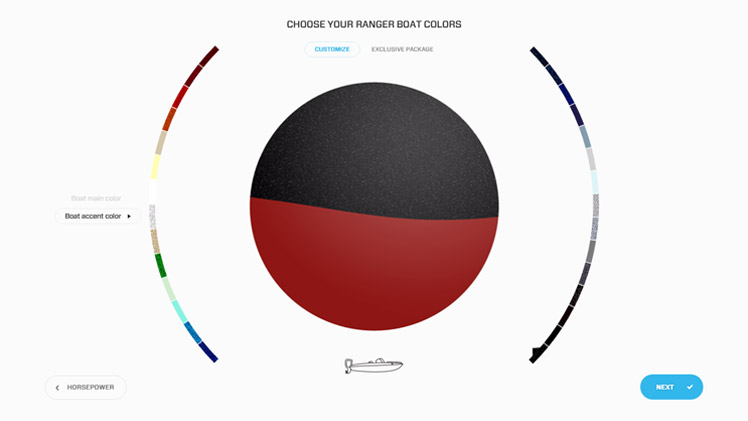 CHOOSE YOUR RANGER BOAT COLORS
CUSTOMIZE EXCLUSIVE PACKAGE
Boat main color
Boat accent color
HORSEPOWER
NEXT